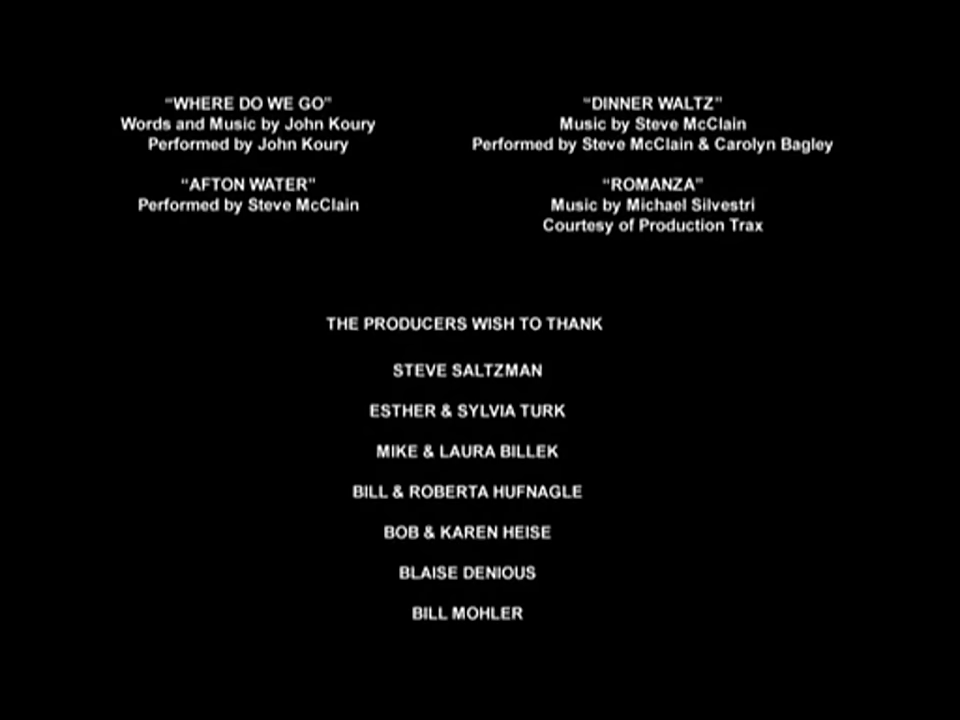 “WHERE DO WE GO”
Words and Music by John Koury
Performed by John Koury
“AFTON WATER”
Performed by Steve McClain
“DINNER WALTZ”
Music by Steve McClain
Performed by Steve McClain & Carolyn Bagley
“ROMANZA”
Music by Michael Silvestri
Courtesy of Production Trax
THE PRODUCERS WISH TO THANK
STEVE SALTZMAN
ESTHER & SYLVIA TURK
MIKE & LAURA BILLEK
BILL & ROBERTA HUFNAGLE
BOB & KAREN HEISE
BLAISE DENIOUS
BILL MOHLER